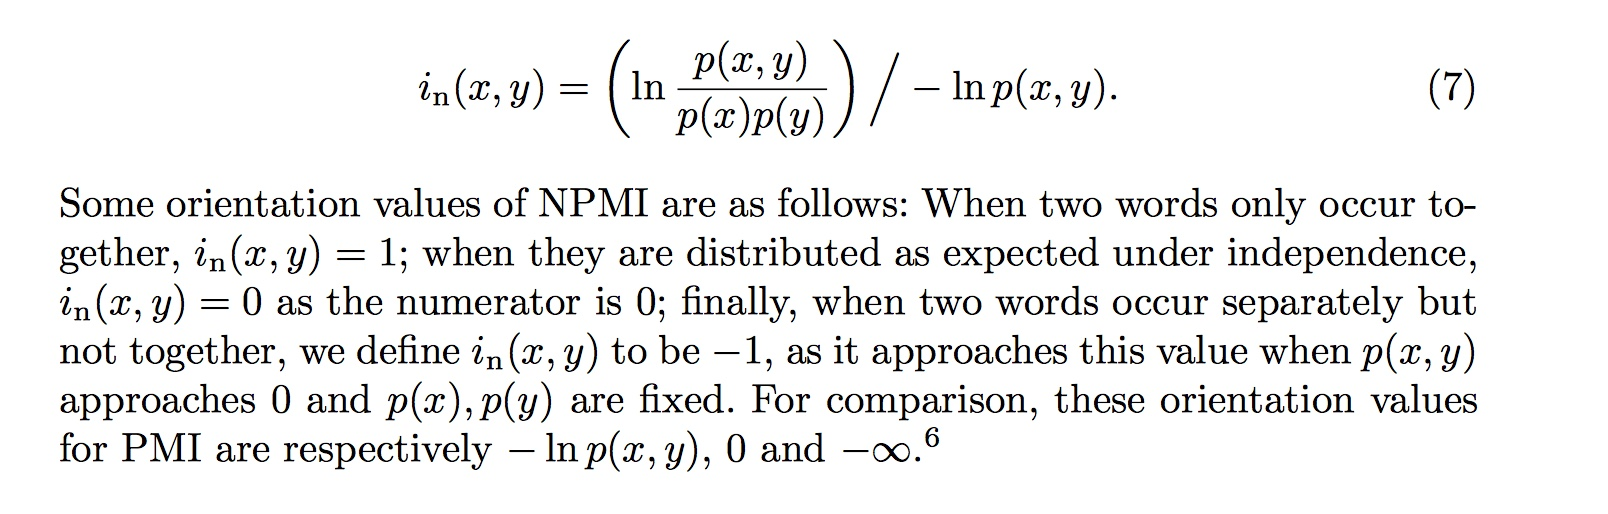 i_n(x, y) = (ln p(x, y) / p(x)p(y)) / − ln p(x, y). (7)
Some orientation values of NPMI are as follows: When two words only occur to-
gether, i_n(x, y) = 1; when they are distributed as expected under independence,
i_n(x, y) = 0 as the numerator is 0; finally, when two words occur separately but
not together, we define i_n(x, y) to be −1, as it approaches this value when p(x, y)
approaches 0 and p(x), p(y) are fixed. For comparison, these orientation values
for PMI are respectively − ln p(x, y), 0 and −∞.⁶